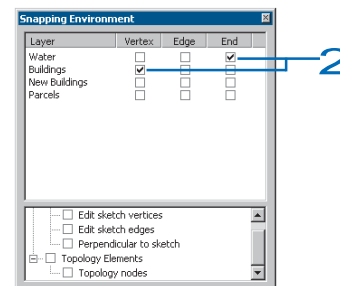 Snapping Environment
Layer Vertex Edge End
Water
Buildings
New Buildings
Parcels
2
Edit sketch vertices
Edit sketch edges
Perpendicular to sketch
Topology Elements
Topology nodes